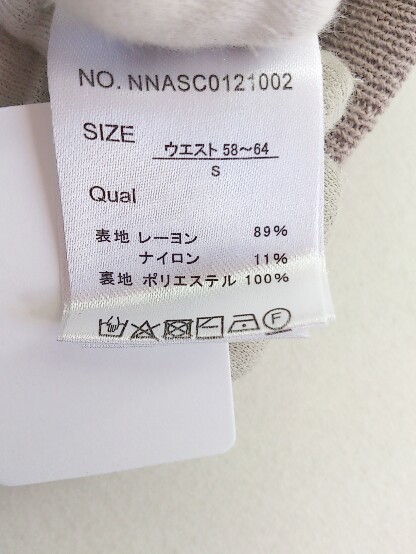 NO. NNASC0121002
SIZE
ウエスト 58～64
S
Qual
表地 レーヨン 89%
ナイロン 11%
裏地 ポリエステル 100%
F